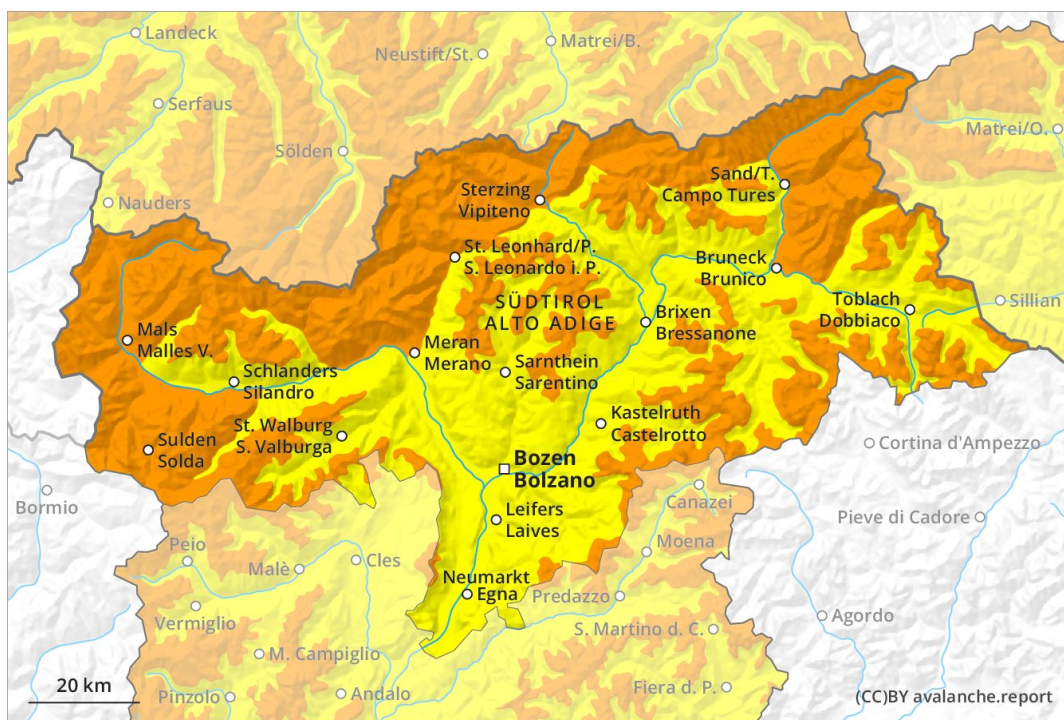 Landeck
Neustift/St.
Matrei/B.
Serfaus
Sölden
Matrei/O.
Nauders
Sterzing
Vipiteno
Sand/T.
Campo Tures
St. Leonhard/P.
S. Leonardo i. P.
Bruneck
Brunico
SÜDTIROL
ALTO ADIGE
Toblach
Dobbiaco
Sillian
Mals
Malles V.
Meran
Merano
Brixen
Bressanone
Schlanders
Silandro
Sarnthein
Sarentino
St. Walburg
S. Valburga
Kastelruth
Castelrotto
Sulden
Solda
Cortina d'Ampezzo
Bozen
Bolzano
Bormio
Leifers
Laives
Canazei
Pieve di Cadore
Peio
Moena
Malè
Cles
Neumarkt
Egna
Predazzo
Vermiglio
Agordo
S. Martino d. C.
M. Campiglio
20 km
Pinzolo
Andalo
Fiera d. P.
(CC)BY avalanche.report